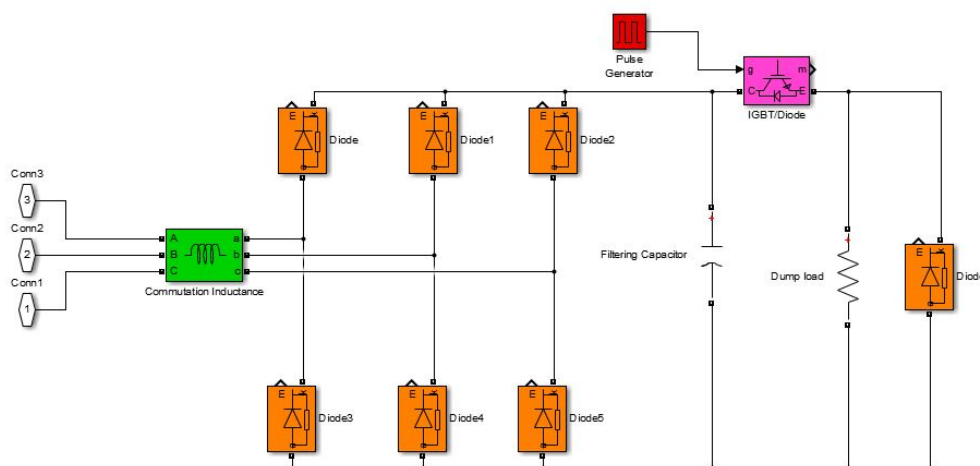 Pulse
Generator
g
m
C
E
IGBT/Diode
E
Diode
E
Diode1
E
Diode2
Conn3
3
Conn2
2
Conn1
1
A
a
B
b
C
c
Commutation Inductance
Filtering Capacitor
Dump load
E
Diod
E
Diode3
E
Diode4
E
Diode5